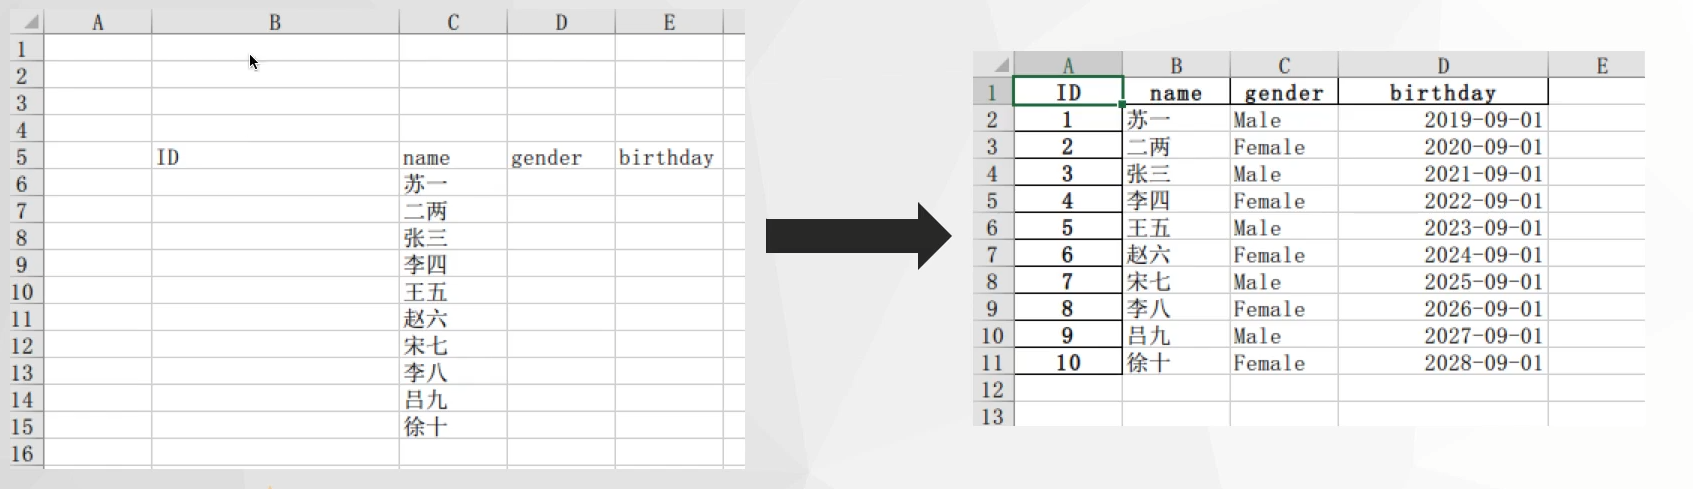 A B C D E
1
2
3
4
5 ID name gender birthday
6 苏一
7 二两
8 张三
9 李四
10 王五
11 赵六
12 宋七
13 李八
14 吕九
15 徐十
16
A B C D E
1 ID name gender birthday
2 1 苏一 Male 2019-09-01
3 2 二两 Female 2020-09-01
4 3 张三 Male 2021-09-01
5 4 李四 Female 2022-09-01
6 5 王五 Male 2023-09-01
7 6 赵六 Female 2024-09-01
8 7 宋七 Male 2025-09-01
9 8 李八 Female 2026-09-01
10 9 吕九 Male 2027-09-01
11 10 徐十 Female 2028-09-01
12
13